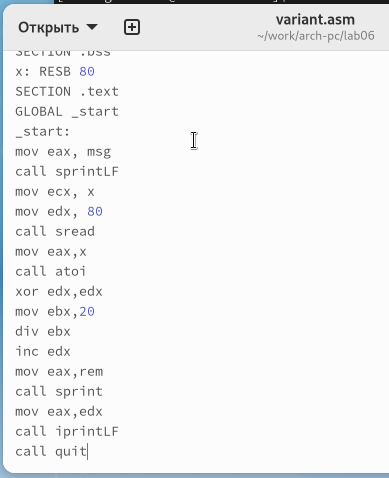 Открыть
variant.asm
~/work/arch-pc/lab06
SECTION .bss
x: RESB 80
SECTION .text
GLOBAL _start
_start:
mov eax, msg
call sprintLF
mov ecx, x
mov edx, 80
call sread
mov eax,x
call atoi
xor edx,edx
mov ebx,20
div ebx
inc edx
mov eax,rem
call sprint
mov eax,edx
call iprintLF
call quit